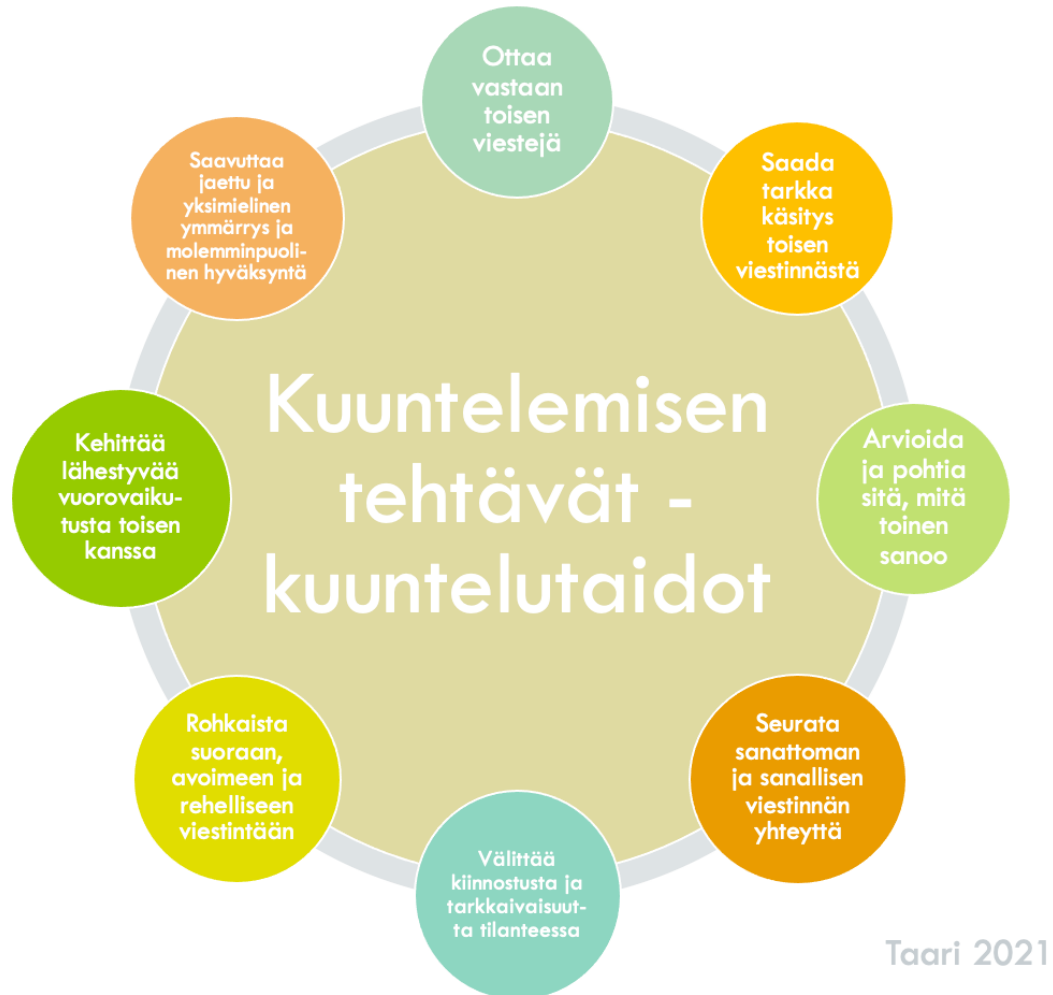 Ottaa
vastaan
toisen
viestejä
Saada
tarkka
käsitys
toisen
viestinnästä
Arvioida
ja pohtia
sitä, mitä
toinen
sanoo
Seurata
sanattoman
ja sanallisen
viestinnän
yhteyttä
Välittää
kiinnostusta ja
tarkkaivaisuut-
ta tilanteessa
Rohkaista
suoraan,
avoimeen ja
rehelliseen
viestintään
Kehittää
lähestyvää
vuorovaiku-
tusta toisen
kanssa
Saavuttaa
jaettu ja
yksimielinen
ymmärrys ja
molemminpuoli-
nen hyväksyntä
Kuuntelemisen
tehtävät -
kuuntelutaidot
Taari 2021